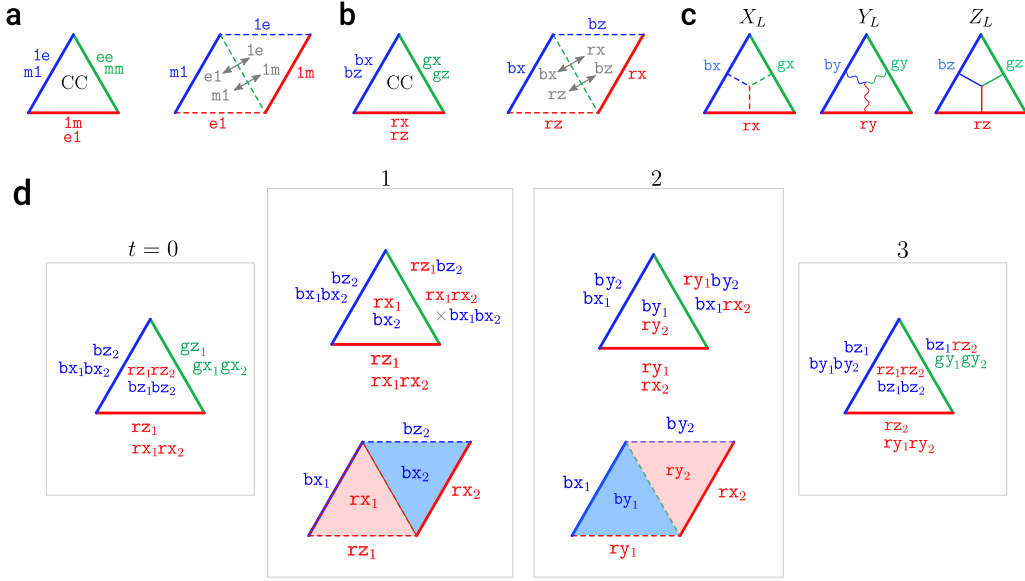 a
1e
m1
CC
ee
mm
1m
e1
1e
m1
1e
e1
1m
m1
1m
e1
b
bx
bz
CC
gx
gz
rx
rz
bz
bx
rx
bx
bz
rz
rx
rz
c
X_L
bx
gx
rx
Y_L
by
gy
ry
Z_L
bz
gz
rz
d
t = 0
bz₂
bx₁bx₂
rz₁rz₂
bz₁bz₂
gz₁
gx₁gx₂
rz₁
rx₁rx₂
1
bz₂
bx₁bx₂
rx₁
bx₂
rz₁bz₂
rx₁rx₂
×bx₁bx₂
rz₁
rx₁rx₂
bz₂
bx₁
bx₂
rx₁
rx₂
rz₁
2
by₂
bx₁
by₁
ry₂
ry₁by₂
bx₁rx₂
ry₁
rx₂
by₂
bx₁
ry₂
by₁
rx₂
ry₁
3
bz₁
by₁by₂
rz₁rz₂
bz₁bz₂
bz₁rz₂
gy₁gy₂
rz₂
ry₁ry₂